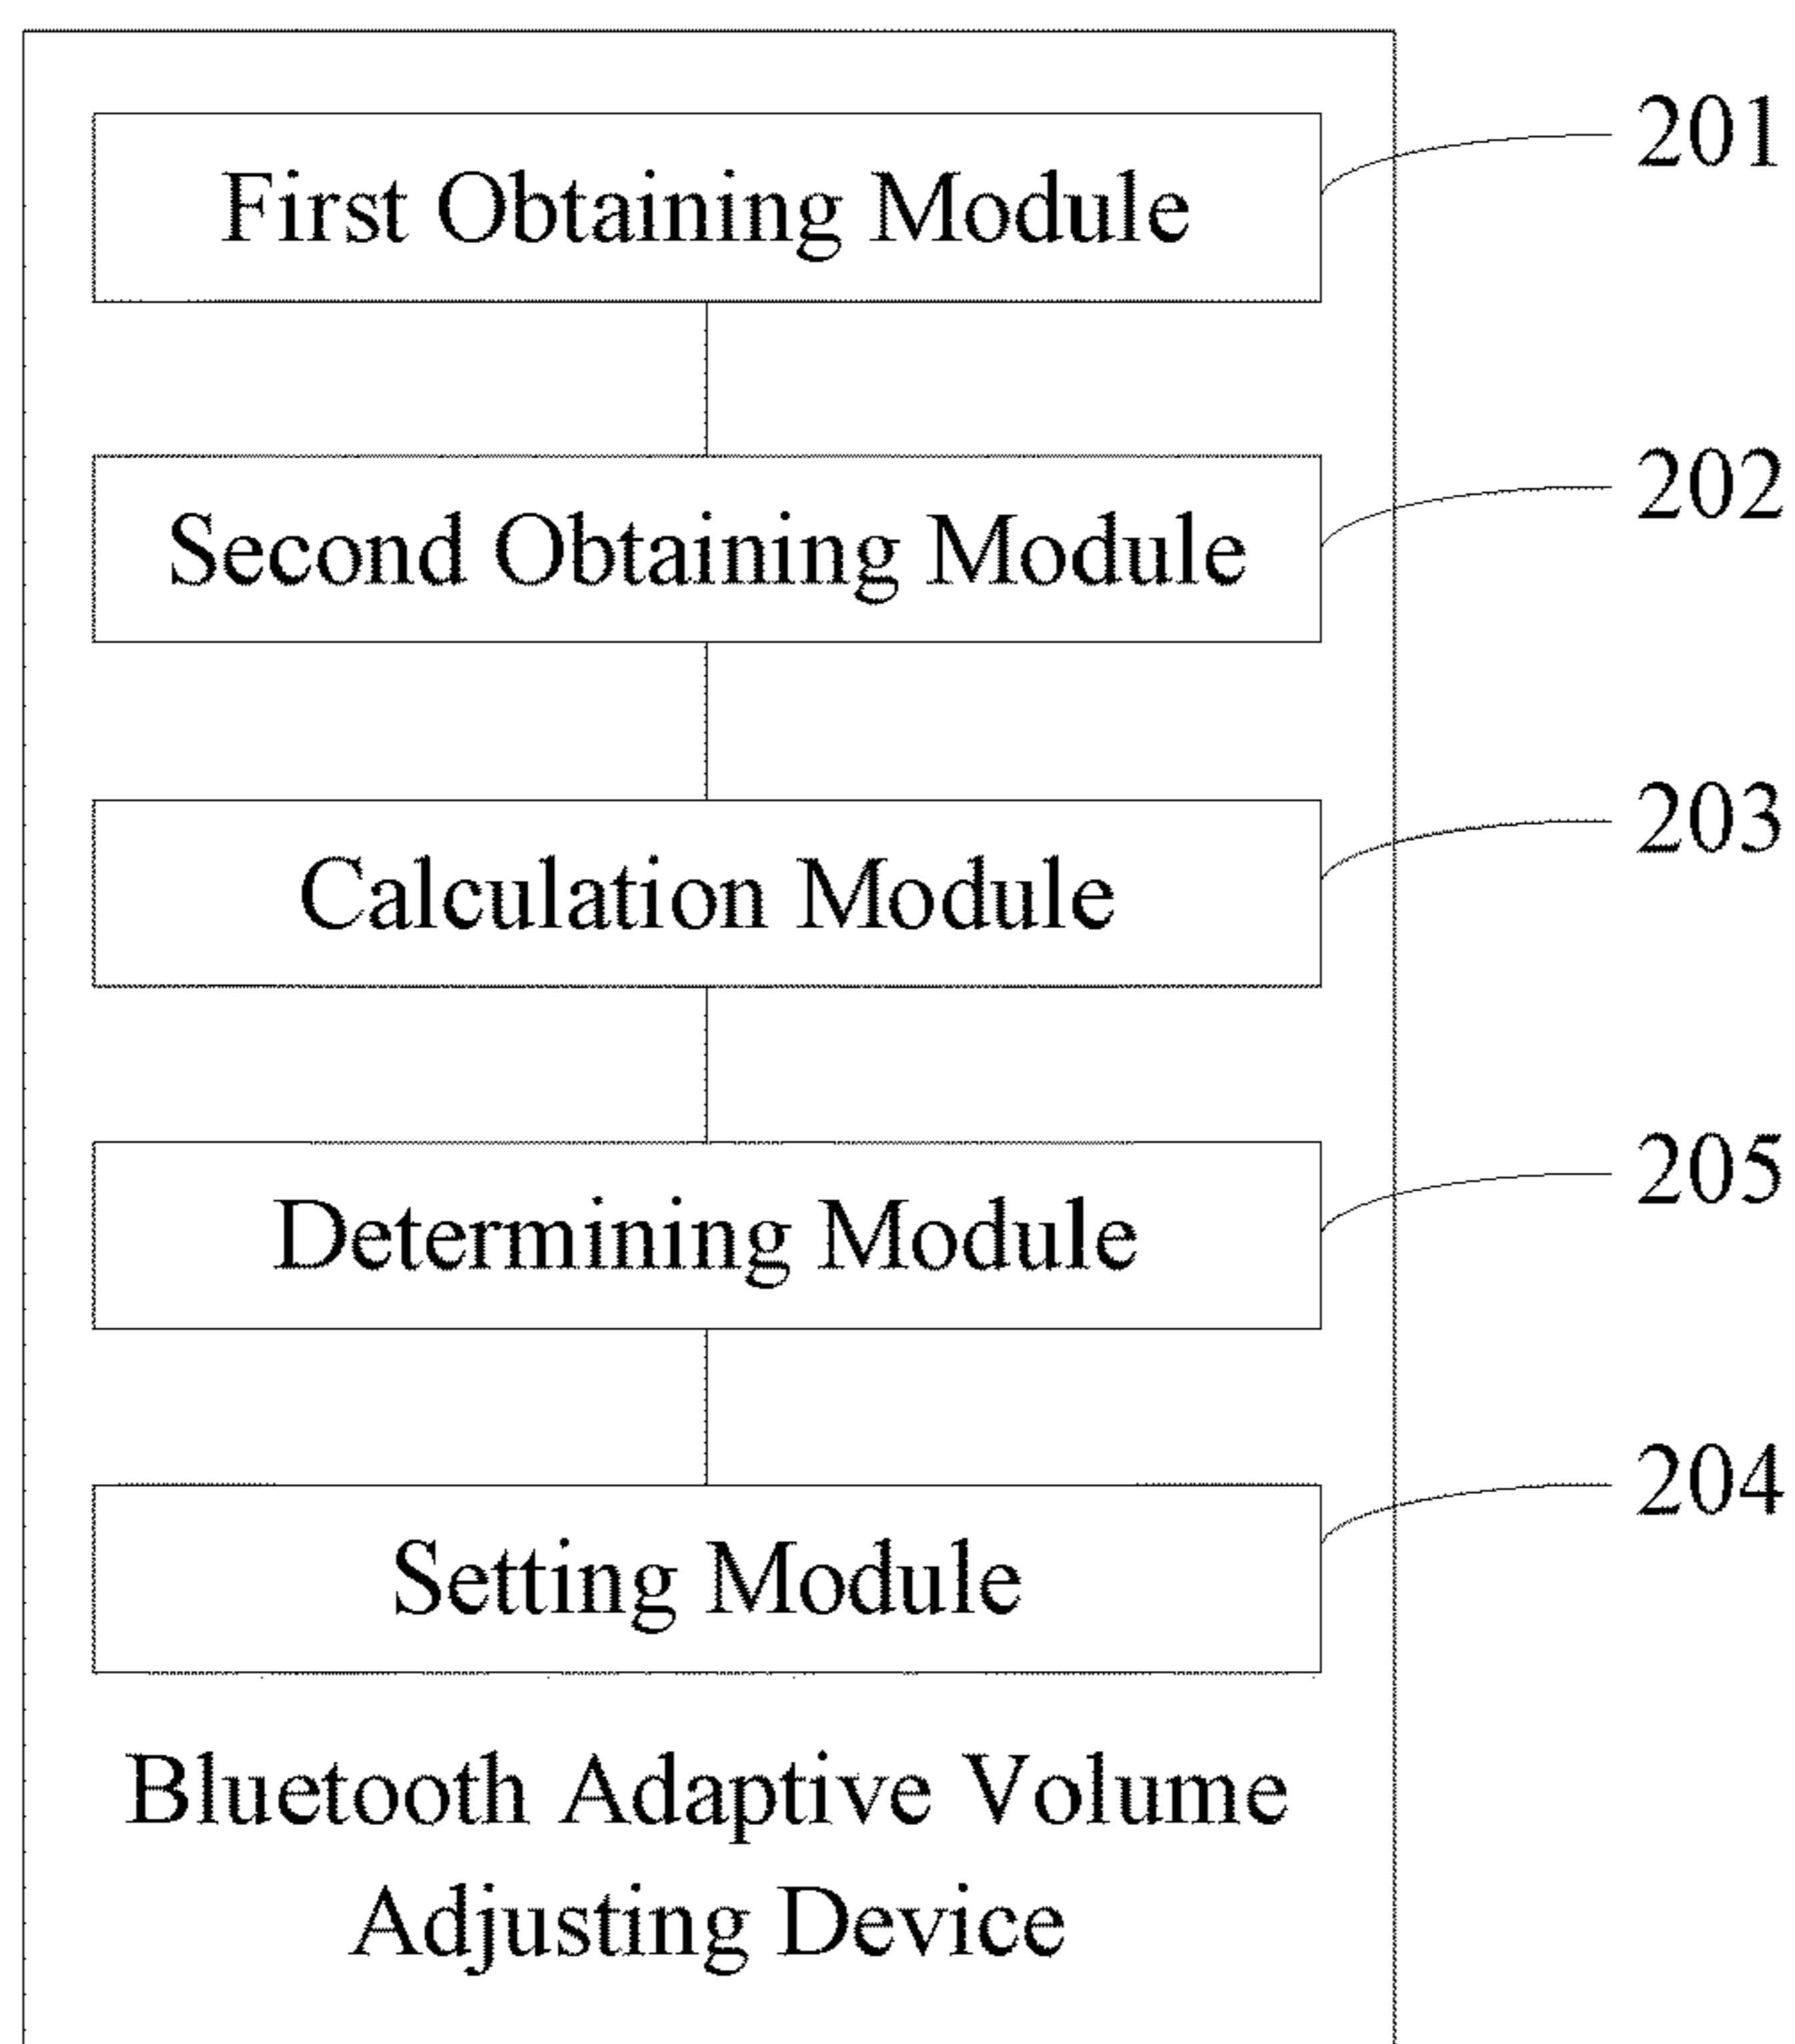 First Obtaining Module
201
Second Obtaining Module
202
Calculation Module
203
Determining Module
205
Setting Module
204
Bluetooth Adaptive Volume
Adjusting Device